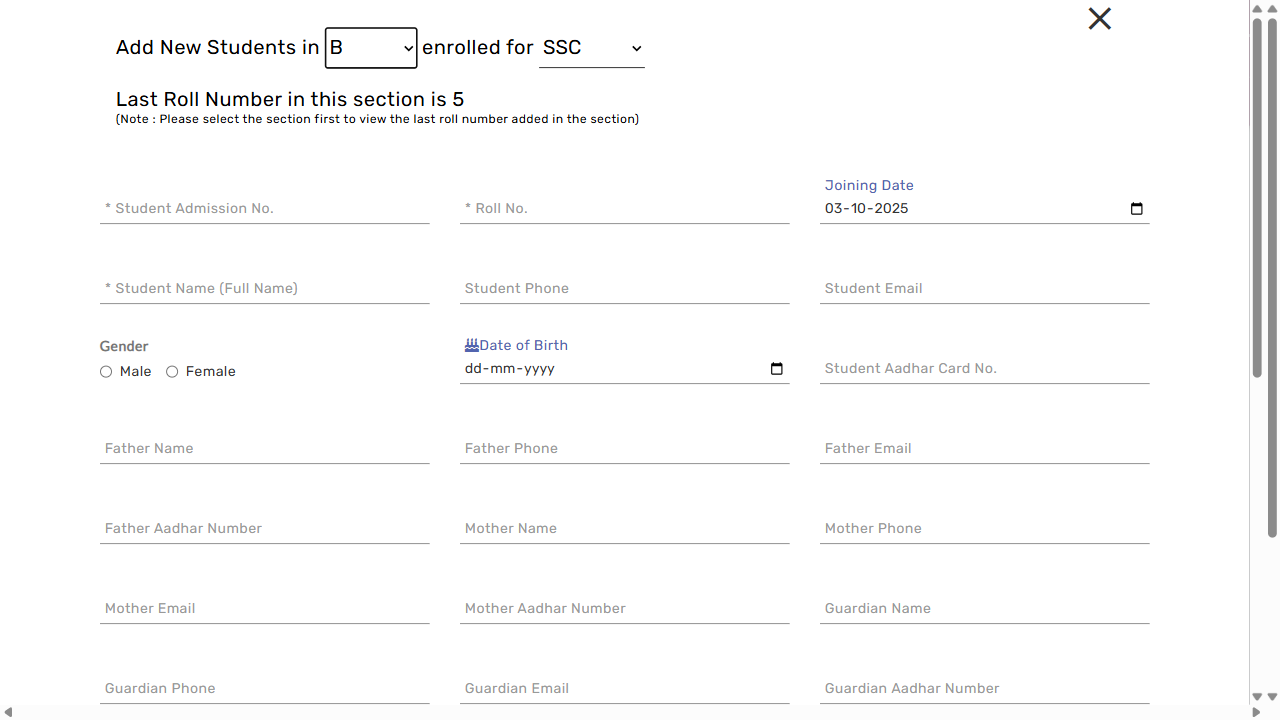 Add New Students in B enrolled for SSC
Last Roll Number in this section is 5
(Note : Please select the section first to view the last roll number added in the section)
Joining Date
* Student Admission No. * Roll No. 03-10-2025
* Student Name (Full Name) Student Phone Student Email
Gender Date of Birth
Male Female dd-mm-yyyy Student Aadhar Card No.
Father Name Father Phone Father Email
Father Aadhar Number Mother Name Mother Phone
Mother Email Mother Aadhar Number Guardian Name
Guardian Phone Guardian Email Guardian Aadhar Number